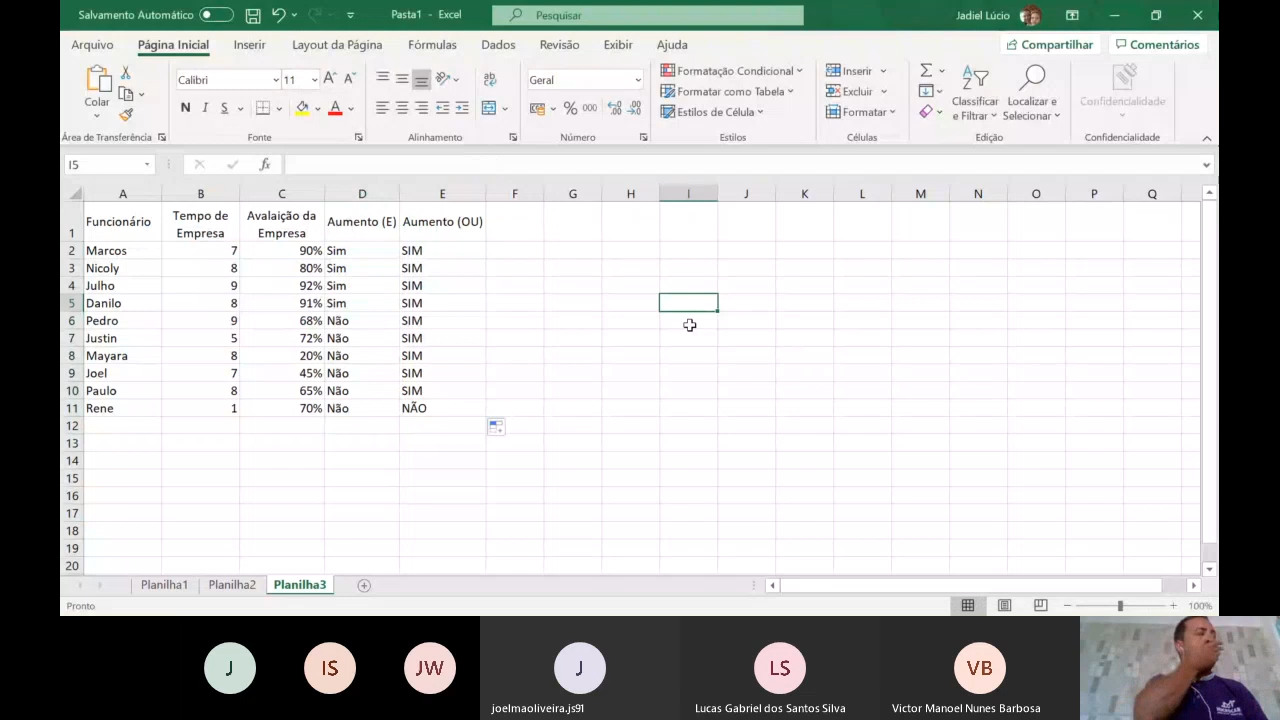 Salvamento Automático
Pasta1 - Excel
Pesquisar
Jadiel Lúcio
Arquivo
Página Inicial
Inserir
Layout da Página
Fórmulas
Dados
Revisão
Exibir
Ajuda
Compartilhar
Comentários
Colar
Calibri
11
N I S
Geral
% 000
Formatação Condicional
Formatar como Tabela
Estilos de Célula
Inserir
Excluir
Formatar
Classificar e Filtrar
Localizar e Selecionar
Confidencialidade
Área de Transferência
Fonte
Alinhamento
Número
Estilos
Células
Edição
Confidencialidade
I5
fx
A B C D E F G H I J K L M N O P Q
1 Funcionário Tempo de Empresa Avalaição da Empresa Aumento (E) Aumento (OU)
2 Marcos 7 90% Sim SIM
3 Nicoly 8 80% Sim SIM
4 Julho 9 92% Sim SIM
5 Danilo 8 91% Sim SIM
6 Pedro 9 68% Não SIM
7 Justin 5 72% Não SIM
8 Mayara 8 20% Não SIM
9 Joel 7 45% Não SIM
10 Paulo 8 65% Não SIM
11 Rene 1 70% Não NÃO
12
13
14
15
16
17
18
19
20
Planilha1
Planilha2
Planilha3
Pronto
100%
J
IS
JW
J
LS
VB
joelmaoliveira.js91
Lucas Gabriel dos Santos Silva
Victor Manoel Nunes Barbosa